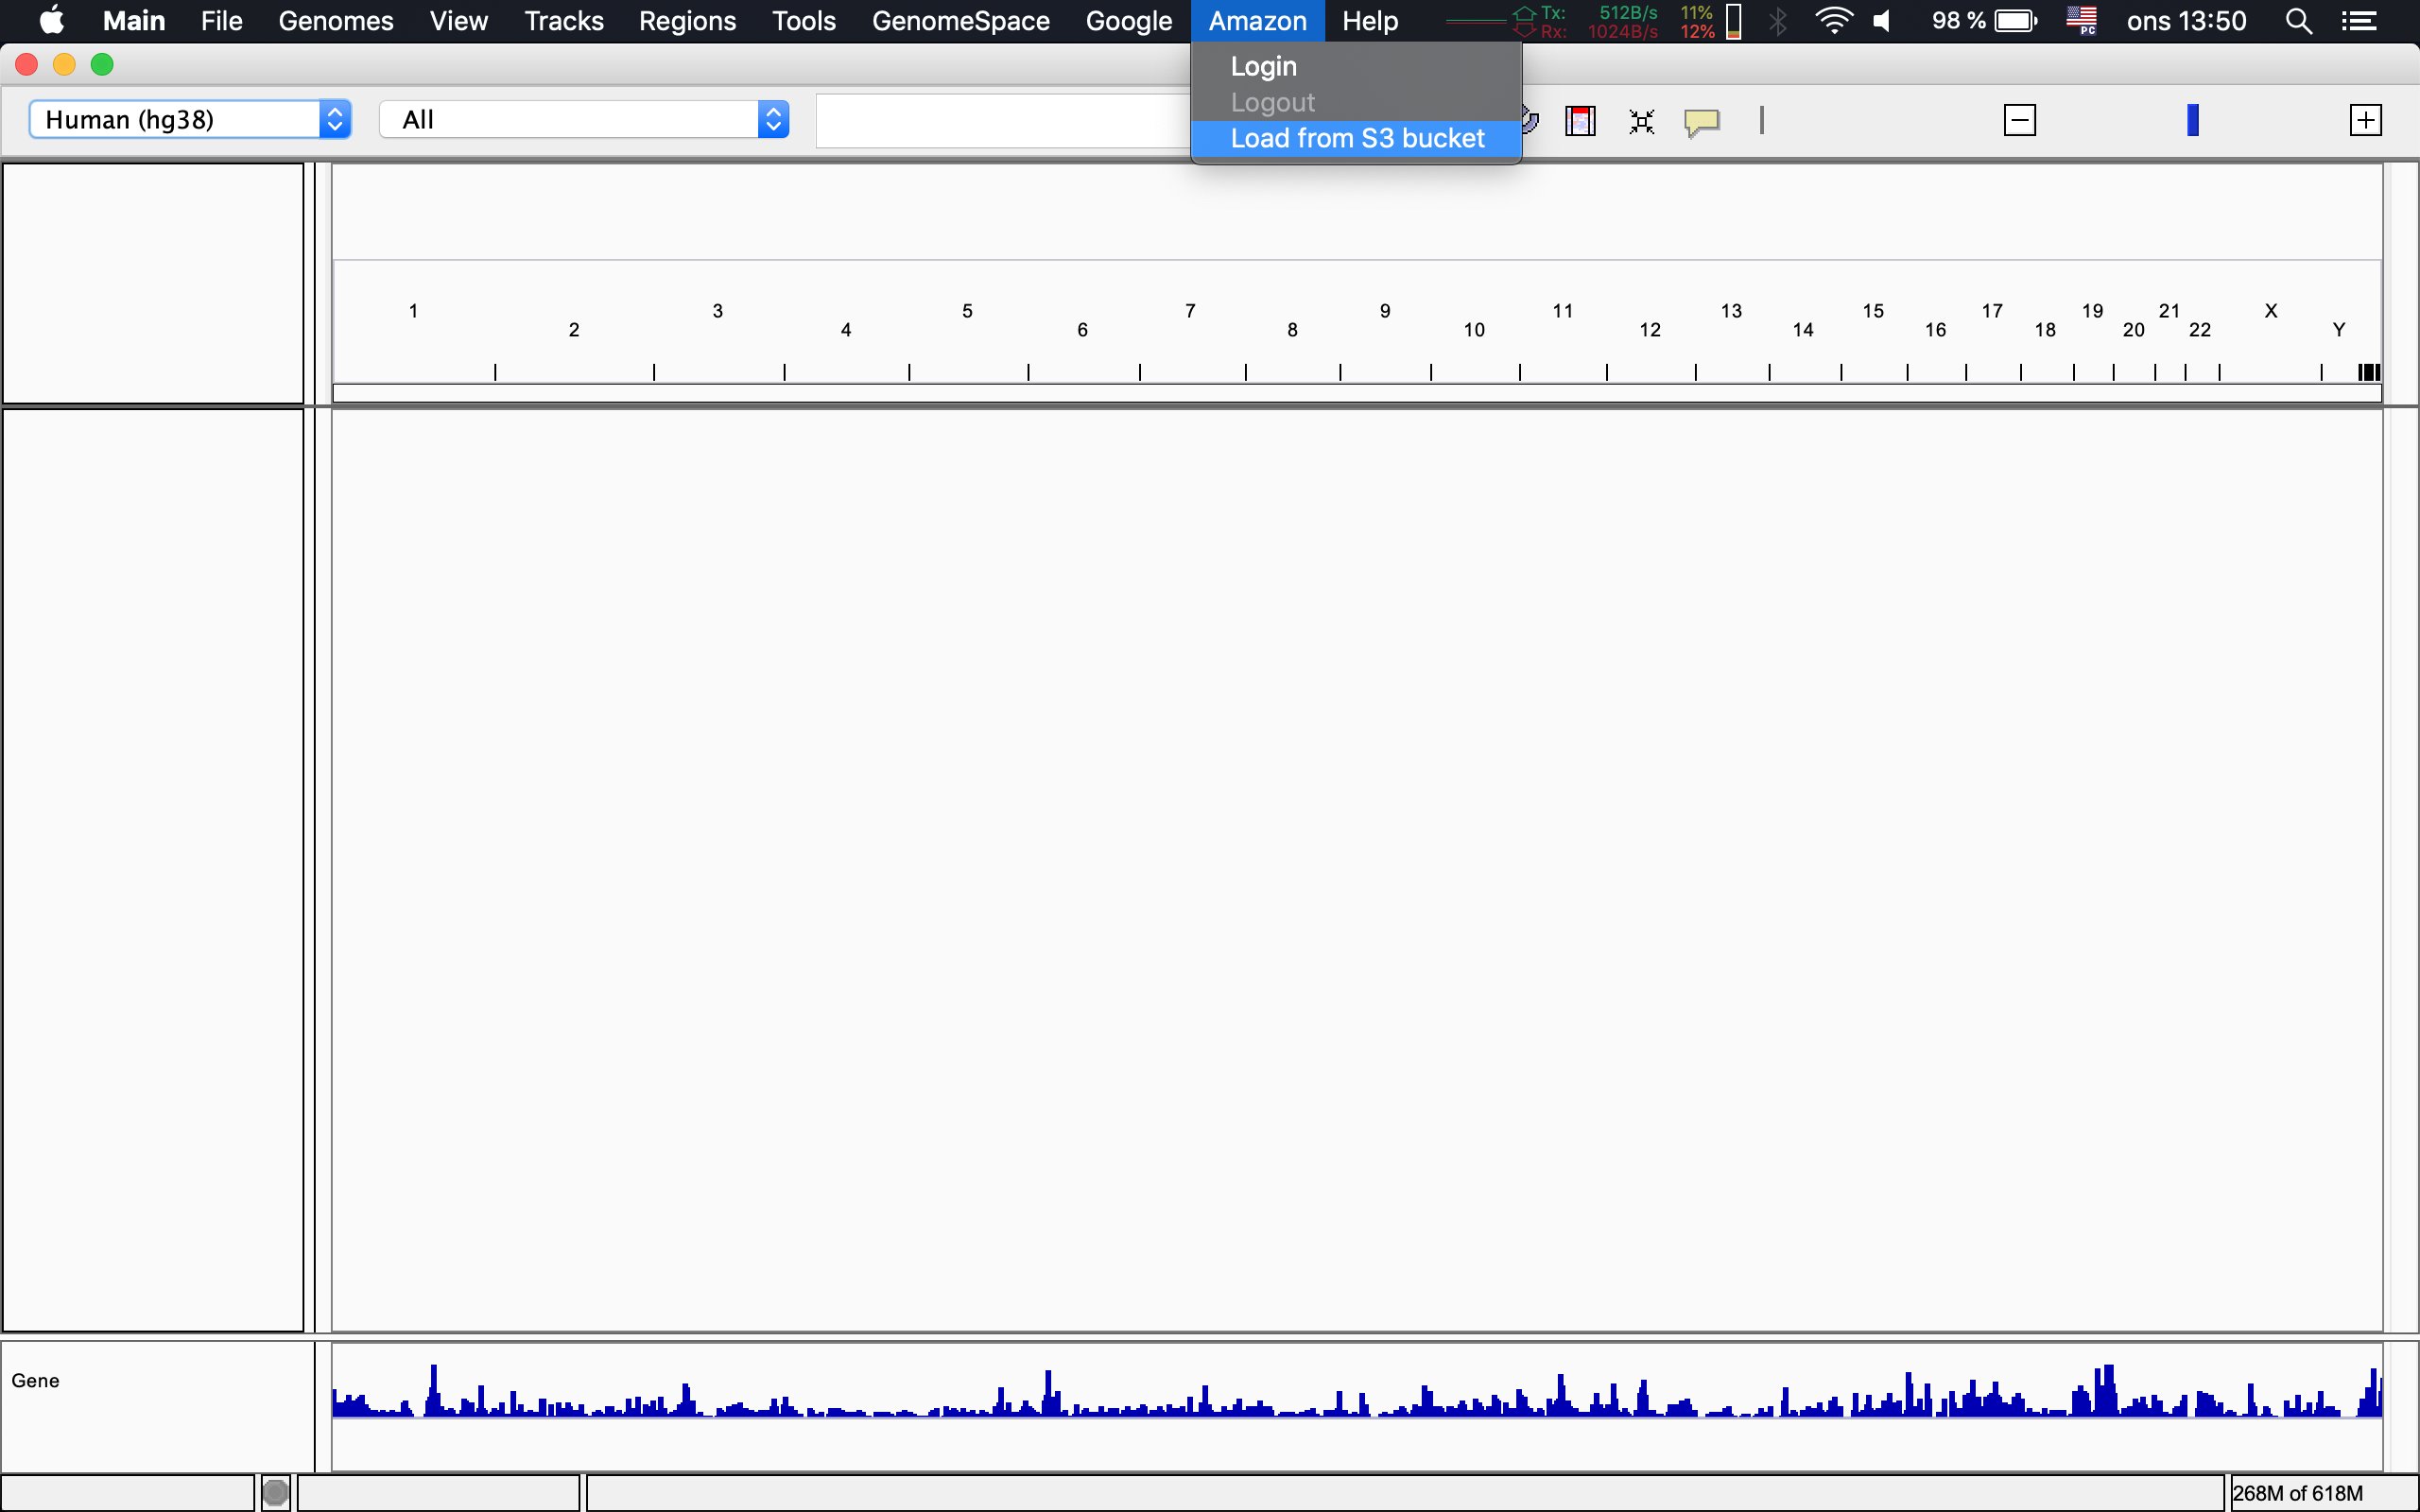 Main File Genomes View Tracks Regions Tools GenomeSpace Google Amazon Help Tx: 512B/s 11% 98 % PC ons 13:50
Rx: 1024B/s 12%
Login
Logout
Load from S3 bucket
Human (hg38) All
1 3 5 7 9 11 13 15 17 19 21 X
2 4 6 8 10 12 14 16 18 20 22 Y
Gene
268M of 618M